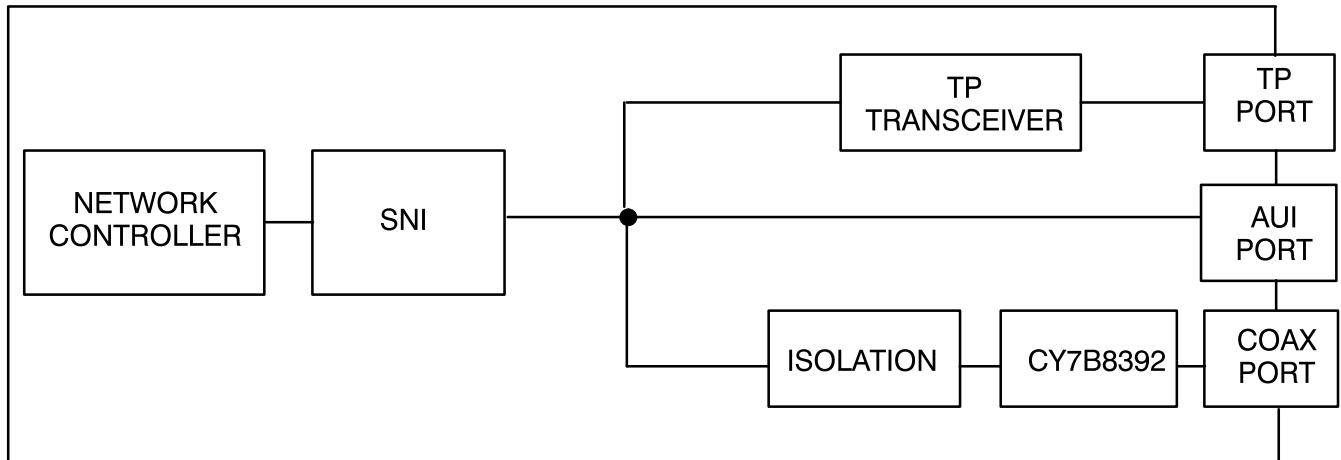 NETWORK
CONTROLLER
SNI
TP
TRANSCEIVER
TP
PORT
AUI
PORT
ISOLATION
CY7B8392
COAX
PORT